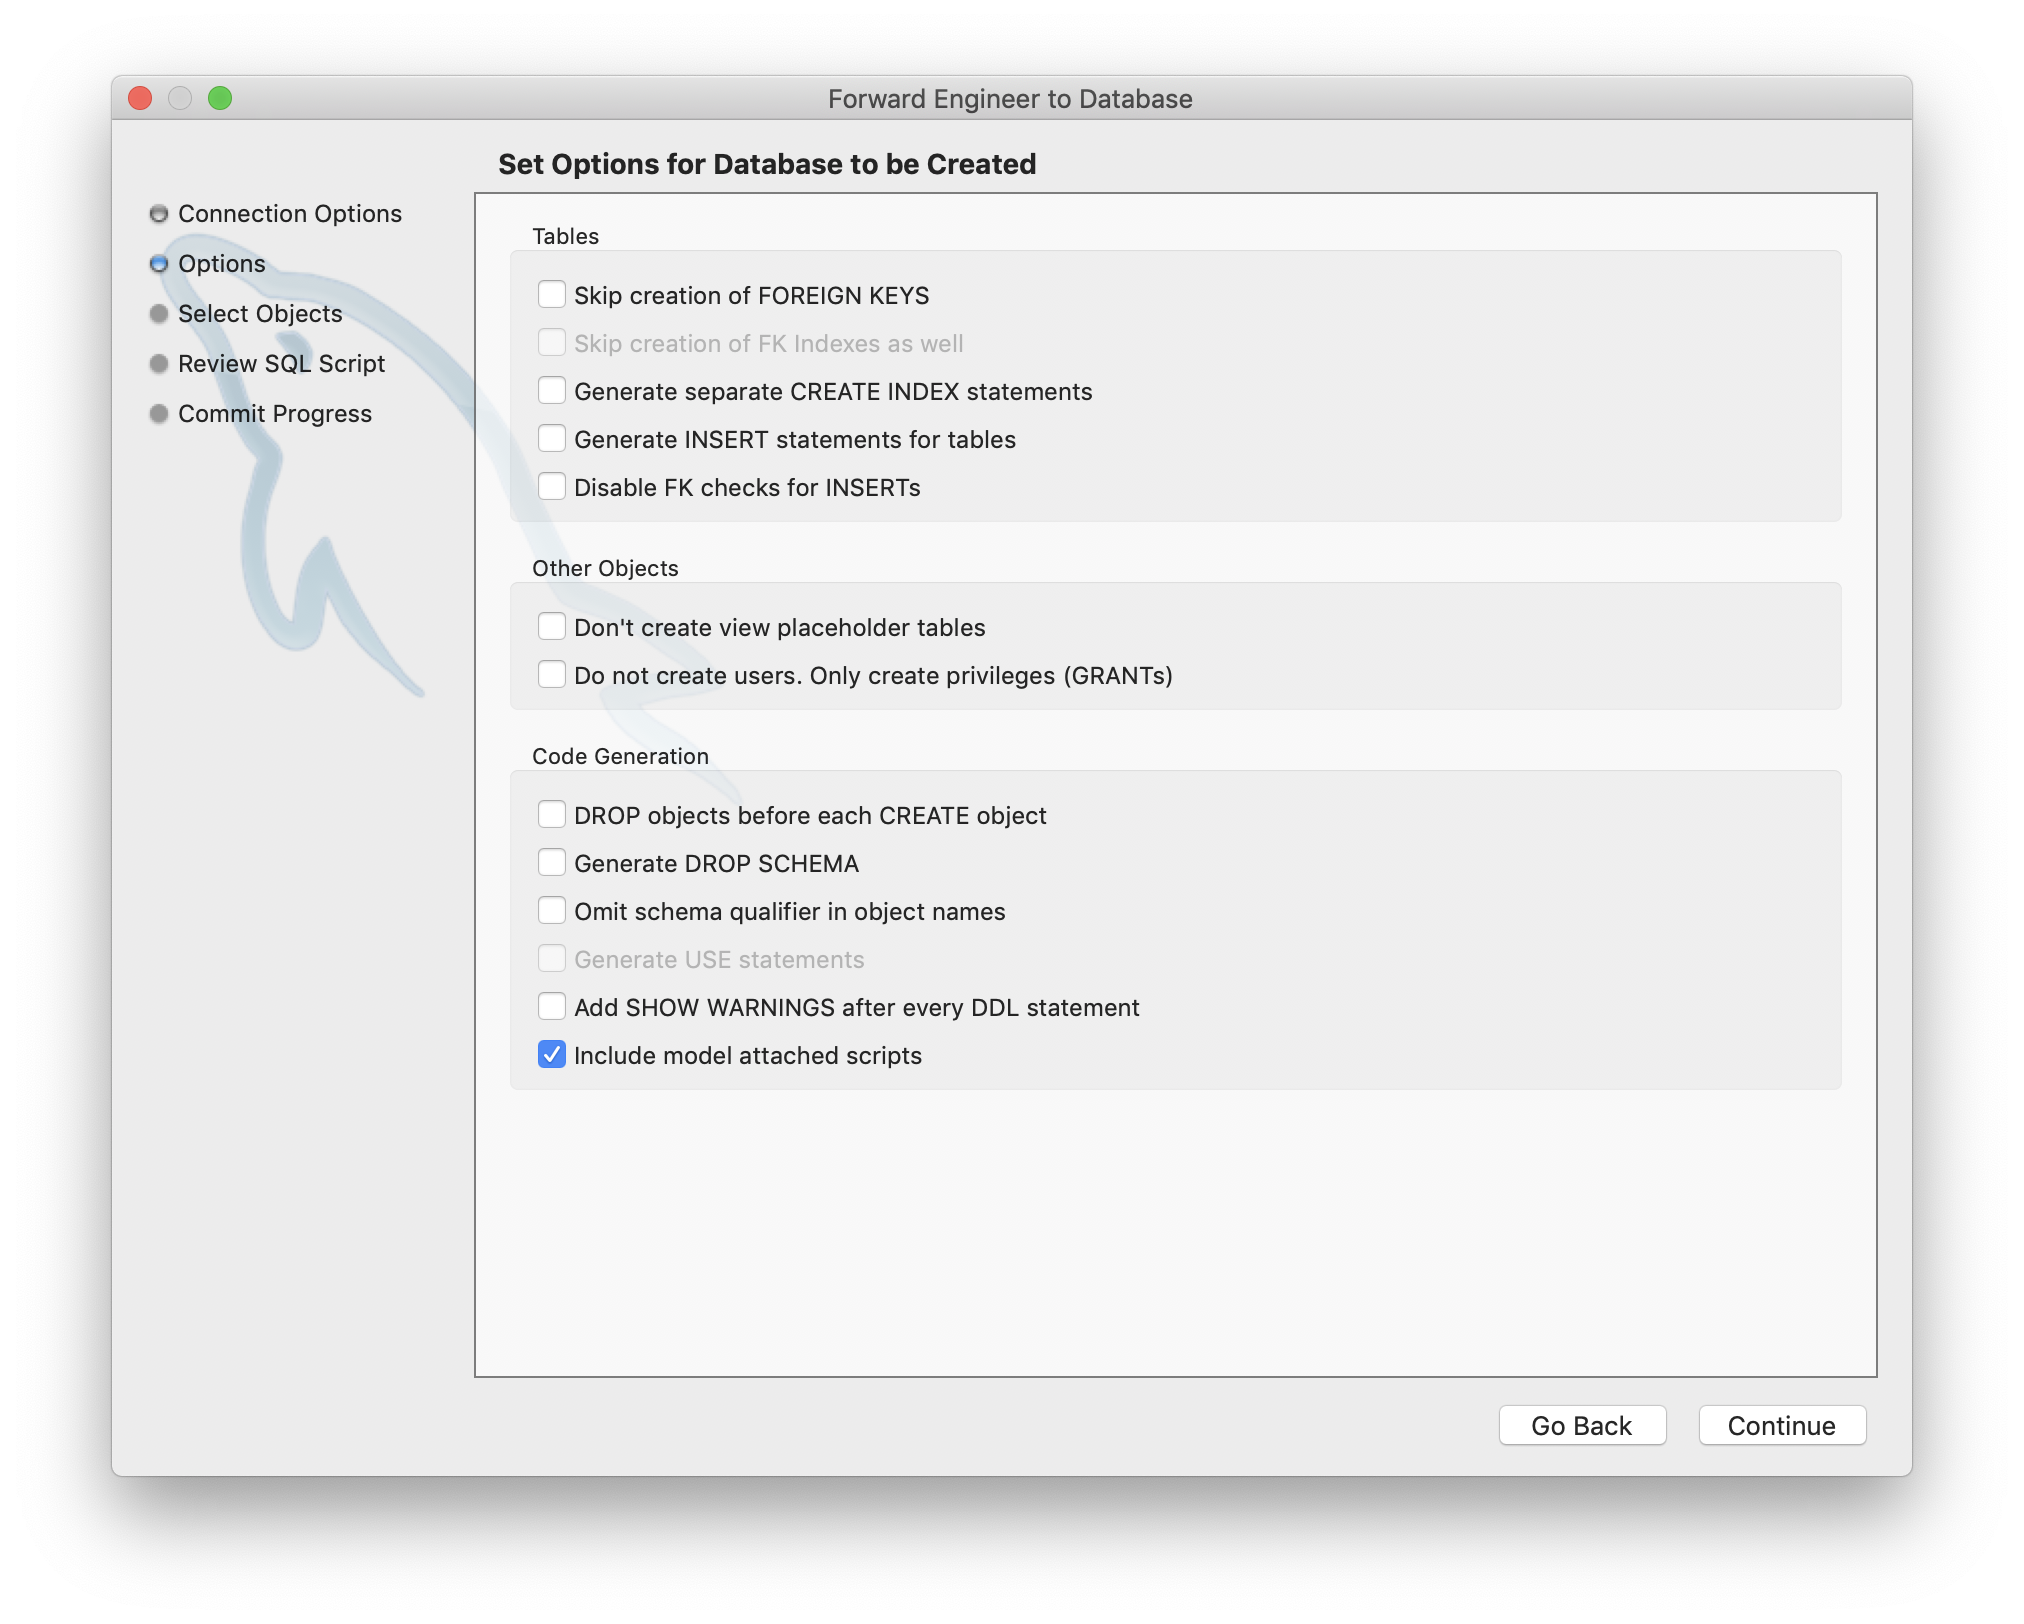 Forward Engineer to Database
Set Options for Database to be Created
Connection Options
Options
Select Objects
Review SQL Script
Commit Progress
Tables
Skip creation of FOREIGN KEYS
Skip creation of FK Indexes as well
Generate separate CREATE INDEX statements
Generate INSERT statements for tables
Disable FK checks for INSERTs
Other Objects
Don't create view placeholder tables
Do not create users. Only create privileges (GRANTs)
Code Generation
DROP objects before each CREATE object
Generate DROP SCHEMA
Omit schema qualifier in object names
Generate USE statements
Add SHOW WARNINGS after every DDL statement
Include model attached scripts
Go Back
Continue